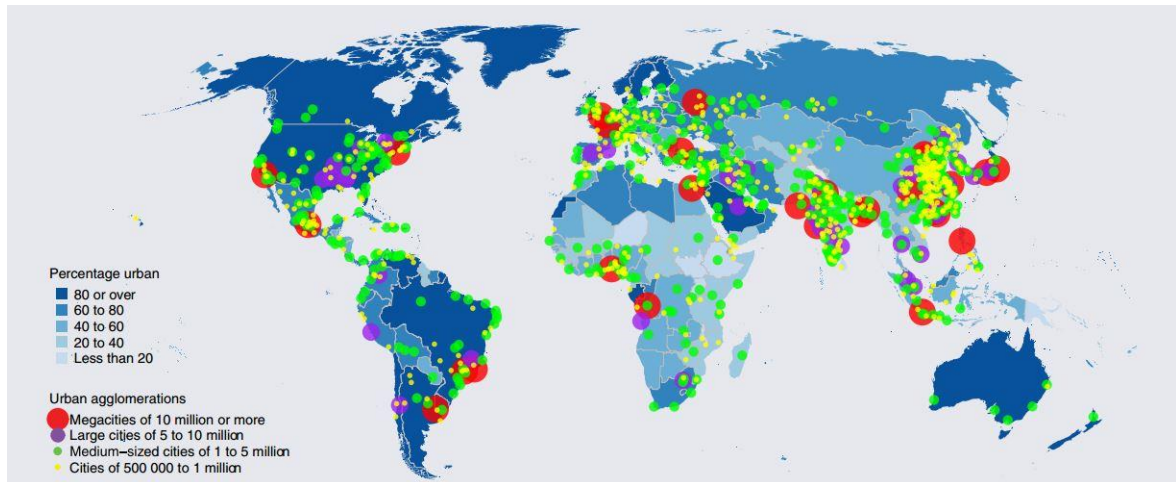 Percentage urban
80 or over
60 to 80
40 to 60
20 to 40
Less than 20
Urban agglomerations
Megacities of 10 million or more
Large cities of 5 to 10 million
Medium-sized cities of 1 to 5 million
Cities of 500 000 to 1 million